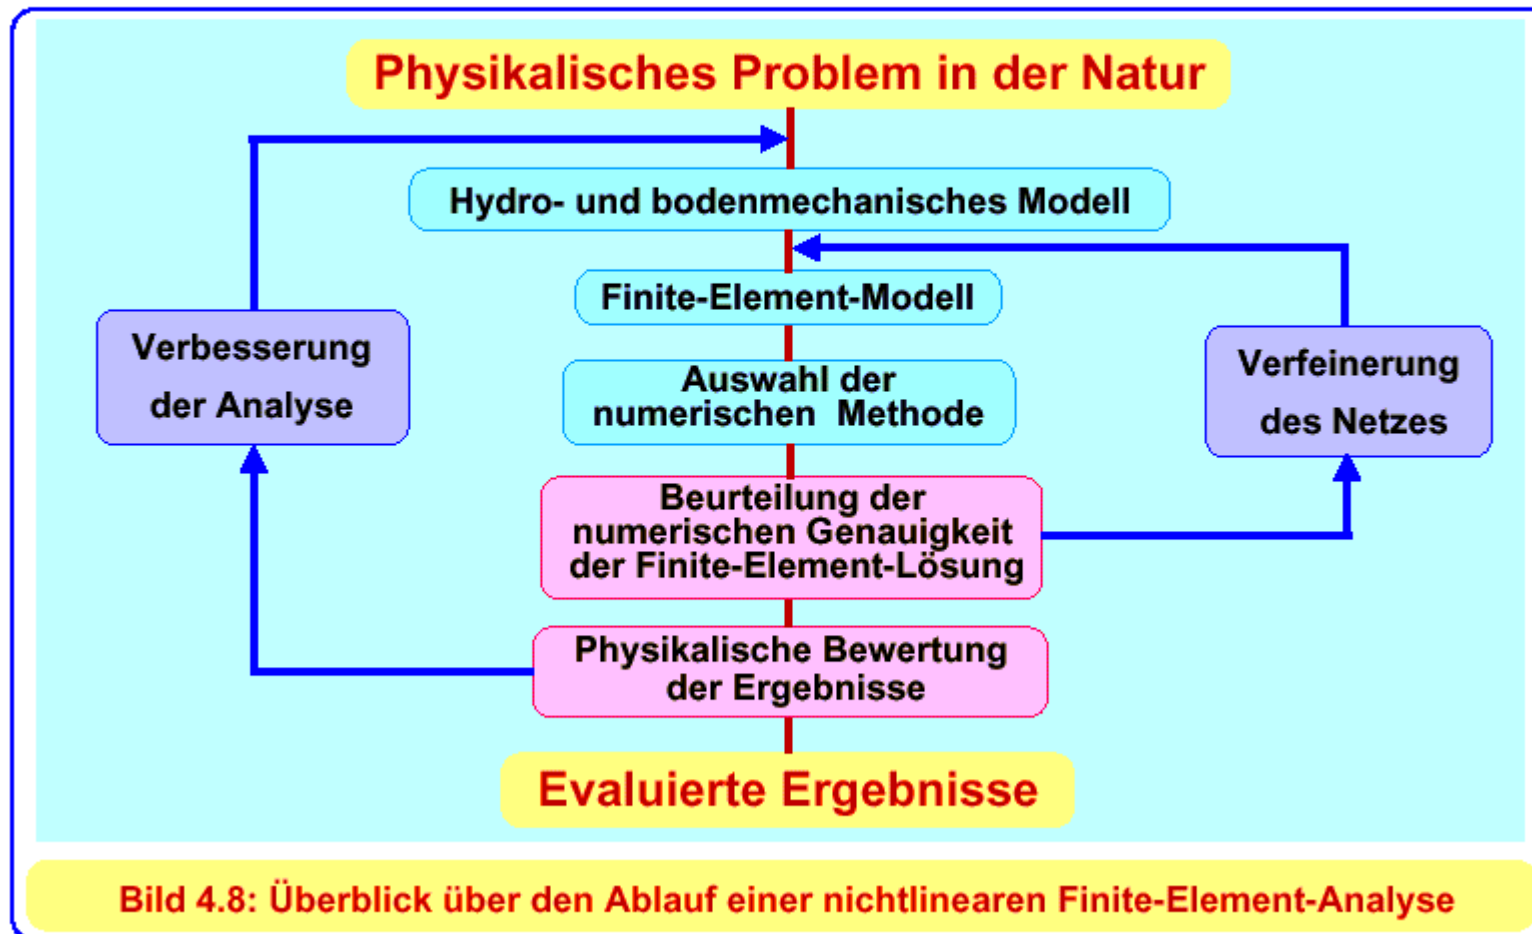 Physikalisches Problem in der Natur
Hydro- und bodenmechanisches Modell
Finite-Element-Modell
Verbesserung
der Analyse
Verfeinerung
des Netzes
Auswahl der
numerischen Methode
Beurteilung der
numerischen Genauigkeit
der Finite-Element-Lösung
Physikalische Bewertung
der Ergebnisse
Evaluierte Ergebnisse
Bild 4.8: Überblick über den Ablauf einer nichtlinearen Finite-Element-Analyse